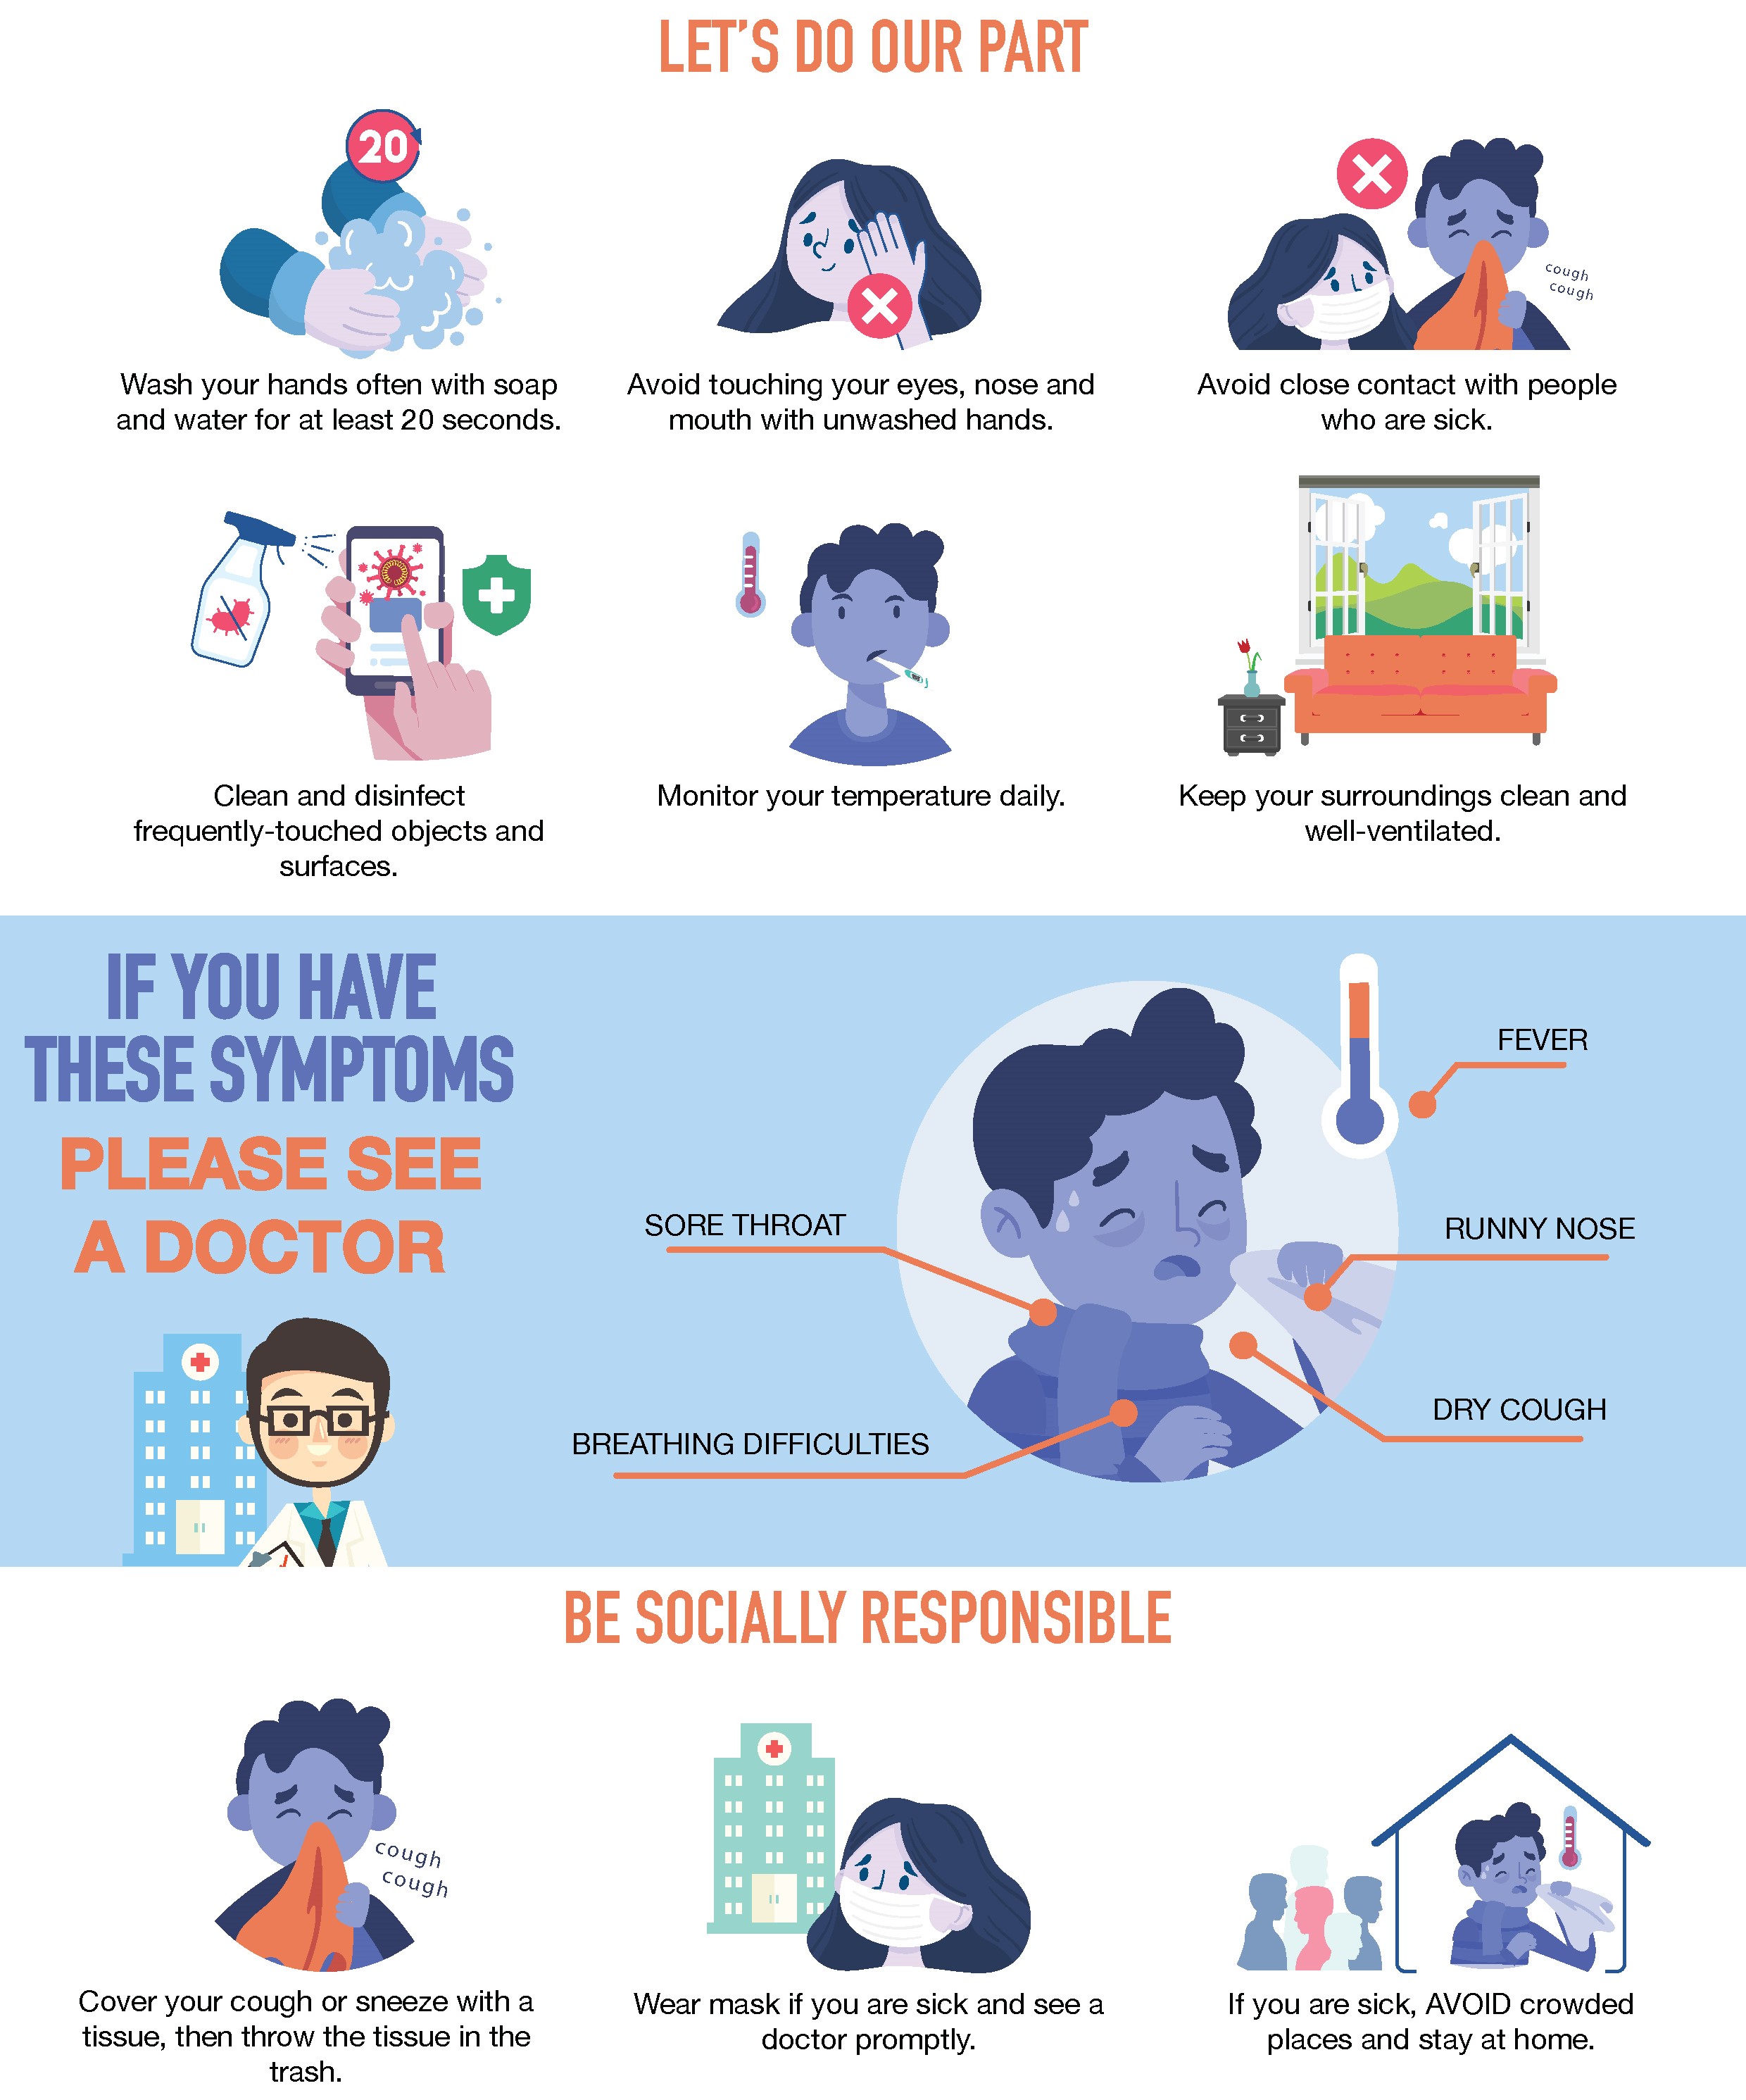 LET'S DO OUR PART
20
Wash your hands often with soap
and water for at least 20 seconds.
Avoid touching your eyes, nose and
mouth with unwashed hands.
cough
cough
Avoid close contact with people
who are sick.
Clean and disinfect
frequently-touched objects and
surfaces.
Monitor your temperature daily.
Keep your surroundings clean and
well-ventilated.
IF YOU HAVE
THESE SYMPTOMS
PLEASE SEE
A DOCTOR
FEVER
SORE THROAT
RUNNY NOSE
DRY COUGH
BREATHING DIFFICULTIES
BE SOCIALLY RESPONSIBLE
cough
cough
Cover your cough or sneeze with a
tissue, then throw the tissue in the
trash.
Wear mask if you are sick and see a
doctor promptly.
If you are sick, AVOID crowded
places and stay at home.